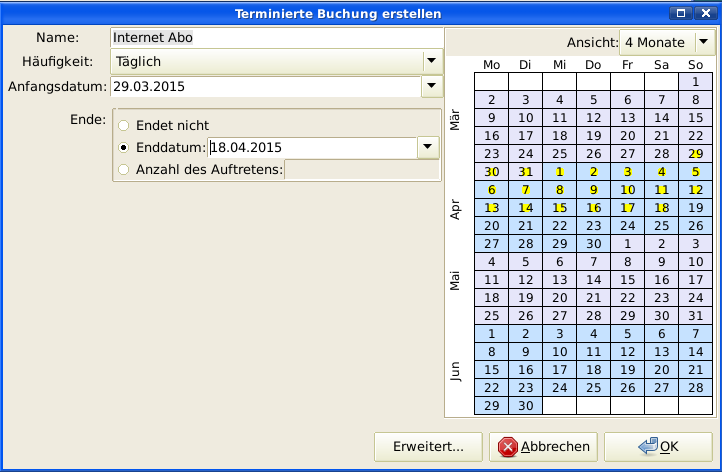 Terminierte Buchung erstellen
Name: Internet Abo
Häufigkeit: Täglich
Anfangsdatum: 29.03.2015
Ende:
Endet nicht
Enddatum: 18.04.2015
Anzahl des Auftretens:
Ansicht: 4 Monate
Mo Di Mi Do Fr Sa So
Mär
1
2 3 4 5 6 7 8
9 10 11 12 13 14 15
16 17 18 19 20 21 22
23 24 25 26 27 28 29
30 31 1 2 3 4 5
Apr
6 7 8 9 10 11 12
13 14 15 16 17 18 19
20 21 22 23 24 25 26
27 28 29 30 1 2 3
Mai
4 5 6 7 8 9 10
11 12 13 14 15 16 17
18 19 20 21 22 23 24
25 26 27 28 29 30 31
Jun
1 2 3 4 5 6 7
8 9 10 11 12 13 14
15 16 17 18 19 20 21
22 23 24 25 26 27 28
29 30
Erweitert... Abbrechen OK